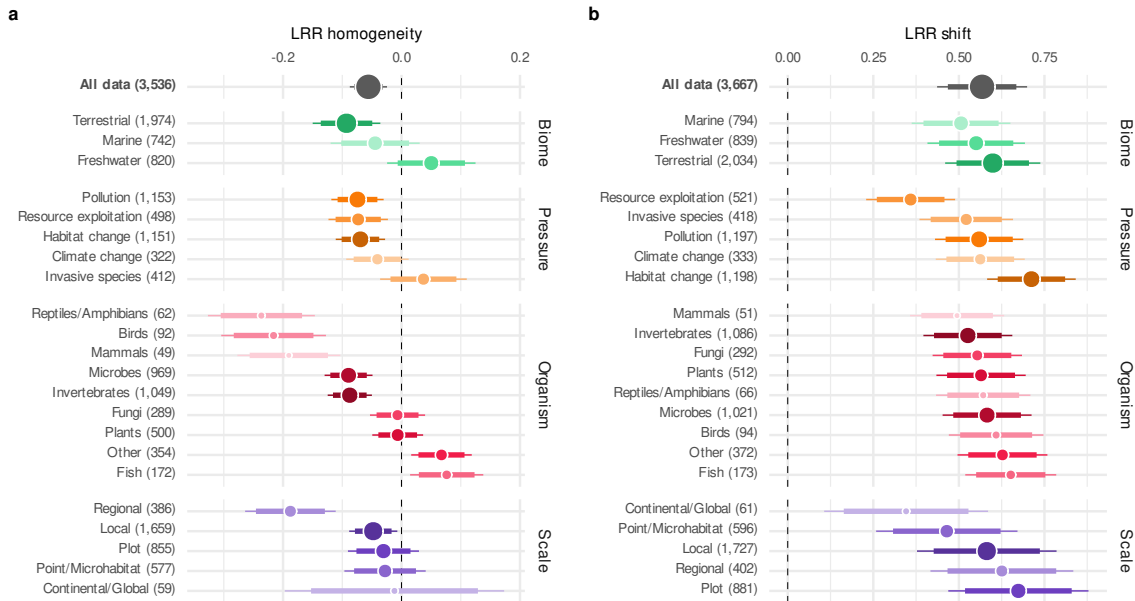 a
LRR homogeneity
-0.2 0.0 0.2
All data (3,536)
Terrestrial (1,974)
Marine (742)
Freshwater (820)
Biome
Pollution (1,153)
Resource exploitation (498)
Habitat change (1,151)
Climate change (322)
Invasive species (412)
Pressure
Reptiles/Amphibians (62)
Birds (92)
Mammals (49)
Microbes (969)
Invertebrates (1,049)
Fungi (289)
Plants (500)
Other (354)
Fish (172)
Organism
Regional (386)
Local (1,659)
Plot (855)
Point/Microhabitat (577)
Continental/Global (59)
Scale
b
LRR shift
0.00 0.25 0.50 0.75
All data (3,667)
Marine (794)
Freshwater (839)
Terrestrial (2,034)
Biome
Resource exploitation (521)
Invasive species (418)
Pollution (1,197)
Climate change (333)
Habitat change (1,198)
Pressure
Mammals (51)
Invertebrates (1,086)
Fungi (292)
Plants (512)
Reptiles/Amphibians (66)
Microbes (1,021)
Birds (94)
Other (372)
Fish (173)
Organism
Continental/Global (61)
Point/Microhabitat (596)
Local (1,727)
Regional (402)
Plot (881)
Scale